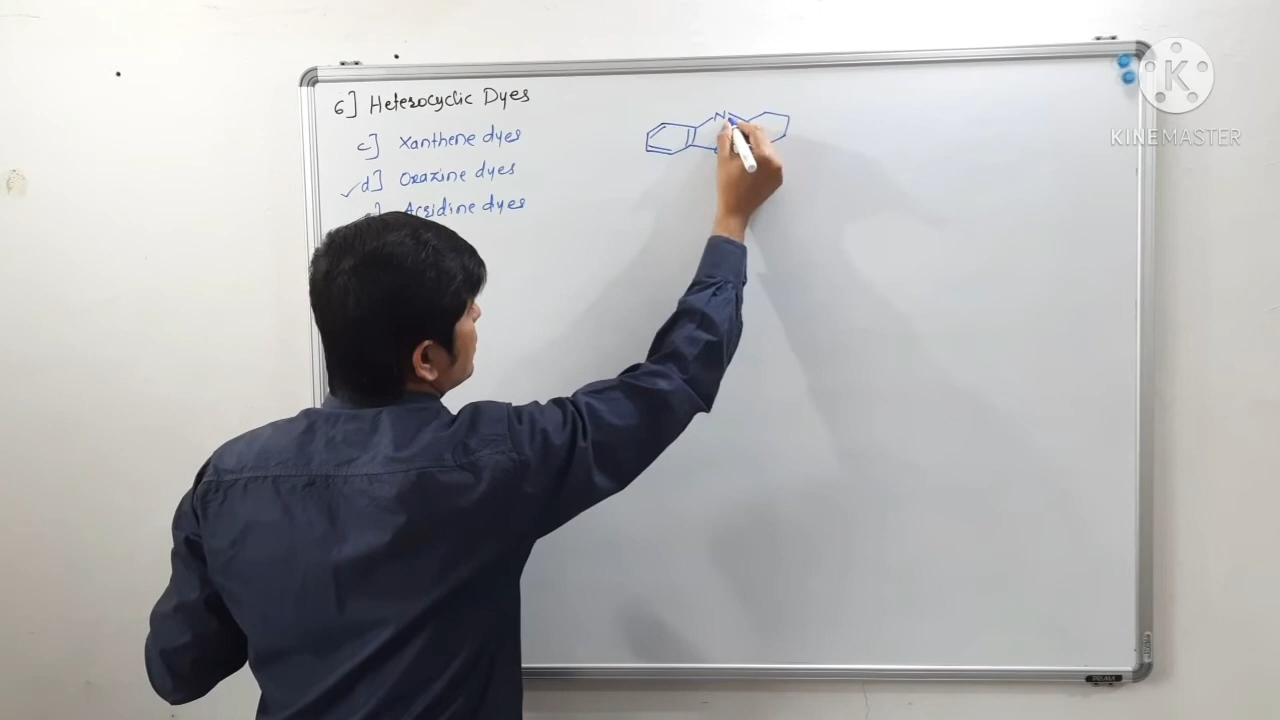 6] Heterocyclic Dyes
c] Xanthene dyes
d] Oxazine dyes
Acridine dyes
N
K
KINEMASTER